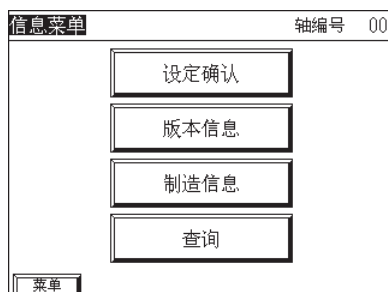 信息菜单 轴编号 00
设定确认
版本信息
制造信息
查询
菜单